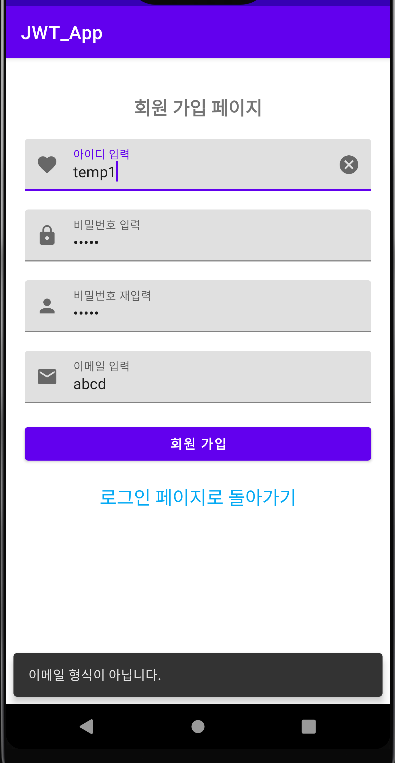 JWT_App
회원 가입 페이지
아이디 입력
temp1
비밀번호 입력
•••••
비밀번호 재입력
•••••
이메일 입력
abcd
회원 가입
로그인 페이지로 돌아가기
이메일 형식이 아닙니다.